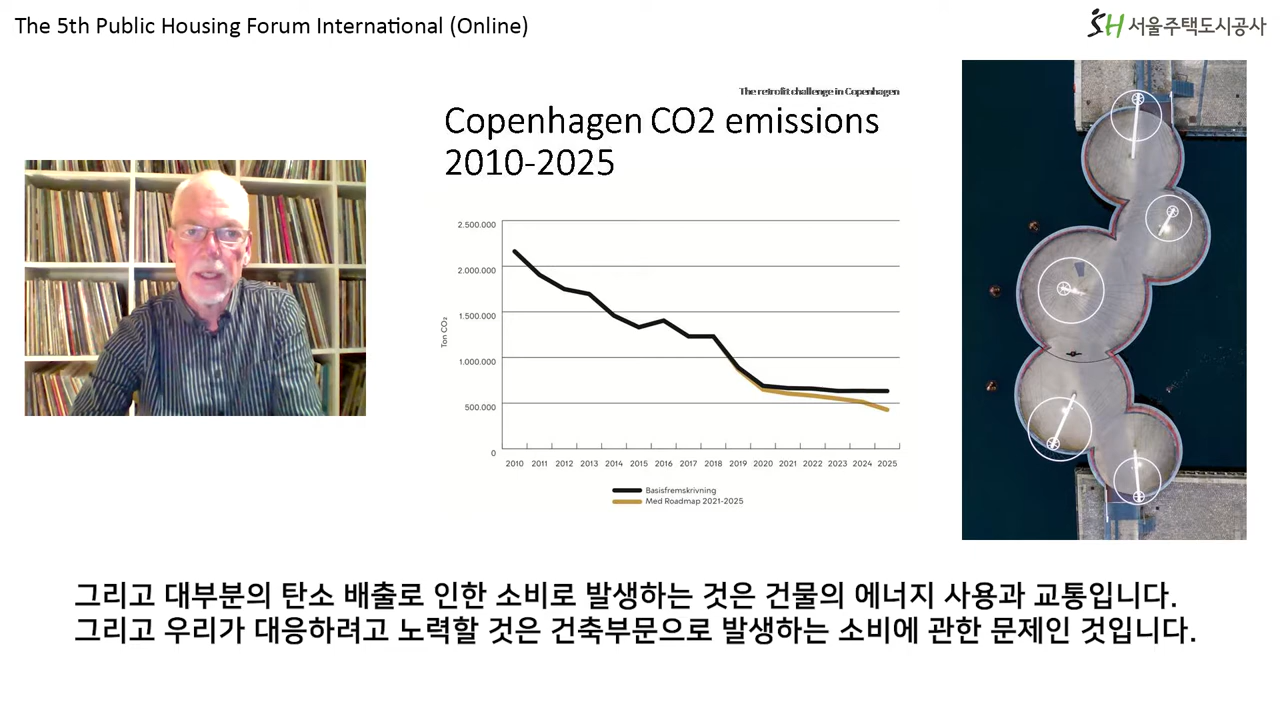 The 5th Public Housing Forum International (Online)
SH 서울주택도시공사
The retrofit challenge in Copenhagen
Copenhagen CO2 emissions
2010-2025
2.500.000
2.000.000
1.500.000
1.000.000
500.000
0
Ton CO₂
2010 2011 2012 2013 2014 2015 2016 2017 2018 2019 2020 2021 2022 2023 2024 2025
Basisfremskrivning
Med Roadmap 2021-2025
그리고 대부분의 탄소 배출로 인한 소비로 발생하는 것은 건물의 에너지 사용과 교통입니다.
그리고 우리가 대응하려고 노력할 것은 건축부문으로 발생하는 소비에 관한 문제인 것입니다.